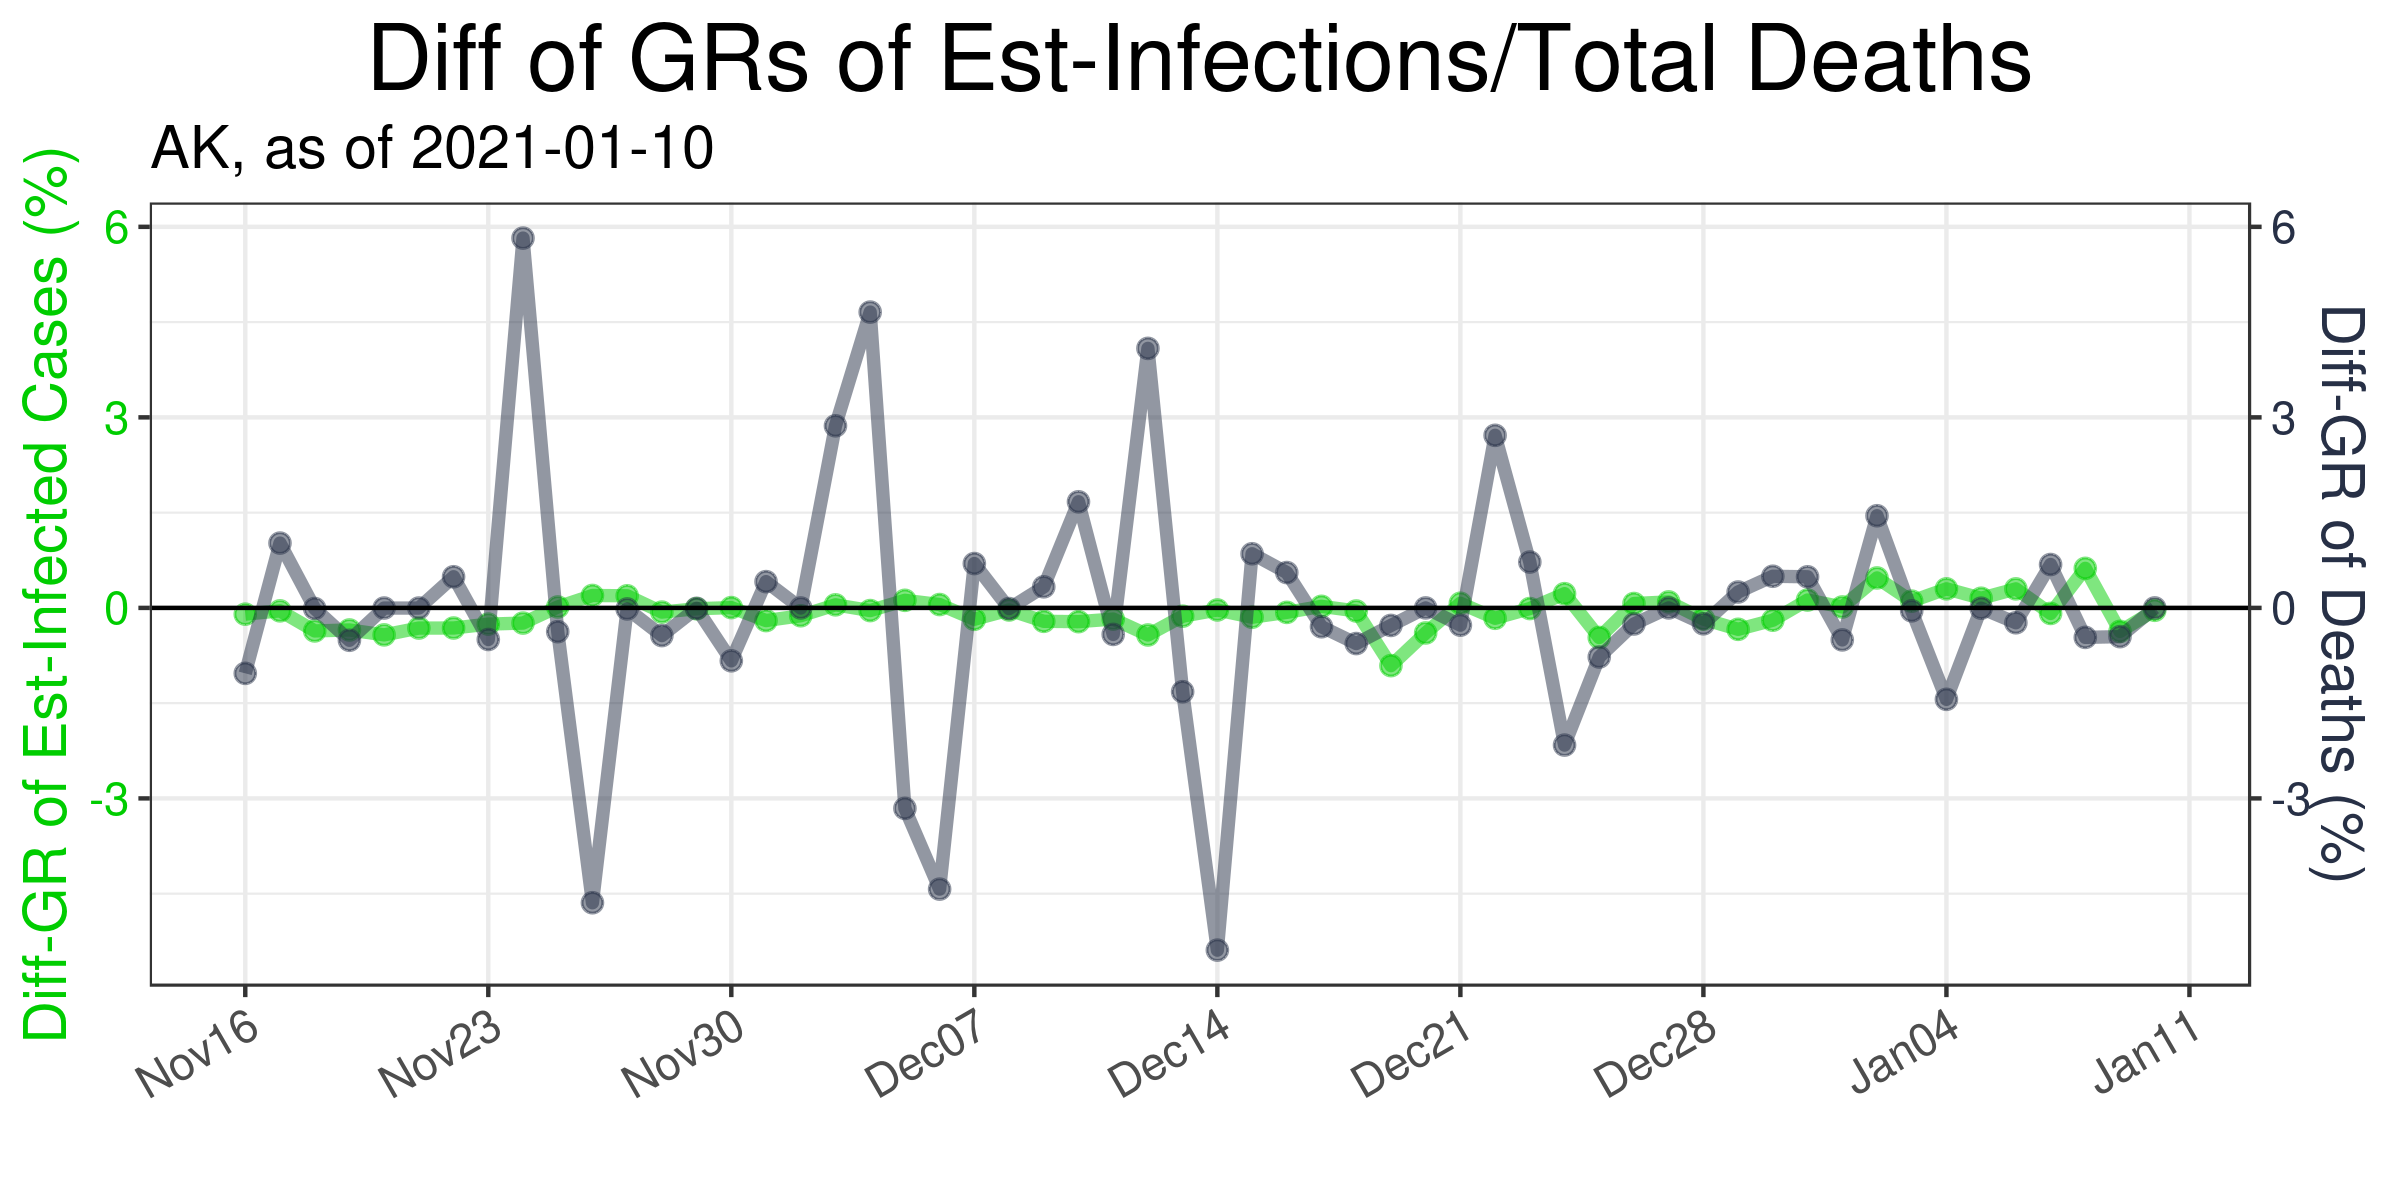 Diff of GRs of Est-Infections/Total Deaths
AK, as of 2021-01-10
Diff-GR of Est-Infected Cases (%)
6
3
0
-3
6
3
0
-3
Diff-GR of Deaths (%)
Nov16
Nov23
Nov30
Dec07
Dec14
Dec21
Dec28
Jan04
Jan11